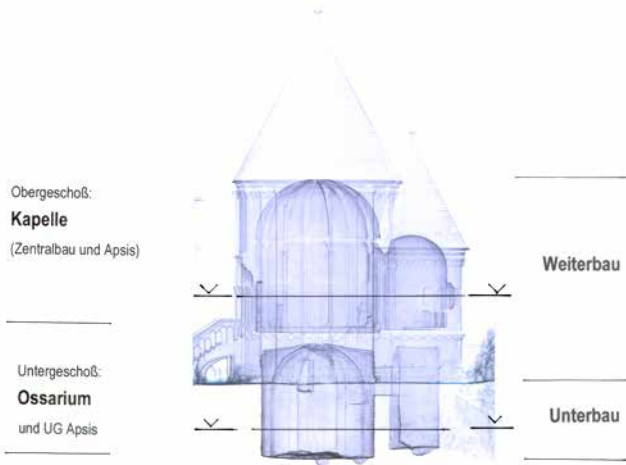 Obergeschoß:
Kapelle
(Zentralbau und Apsis)
Weiterbau
Untergeschoß:
Ossarium
und UG Apsis
Unterbau